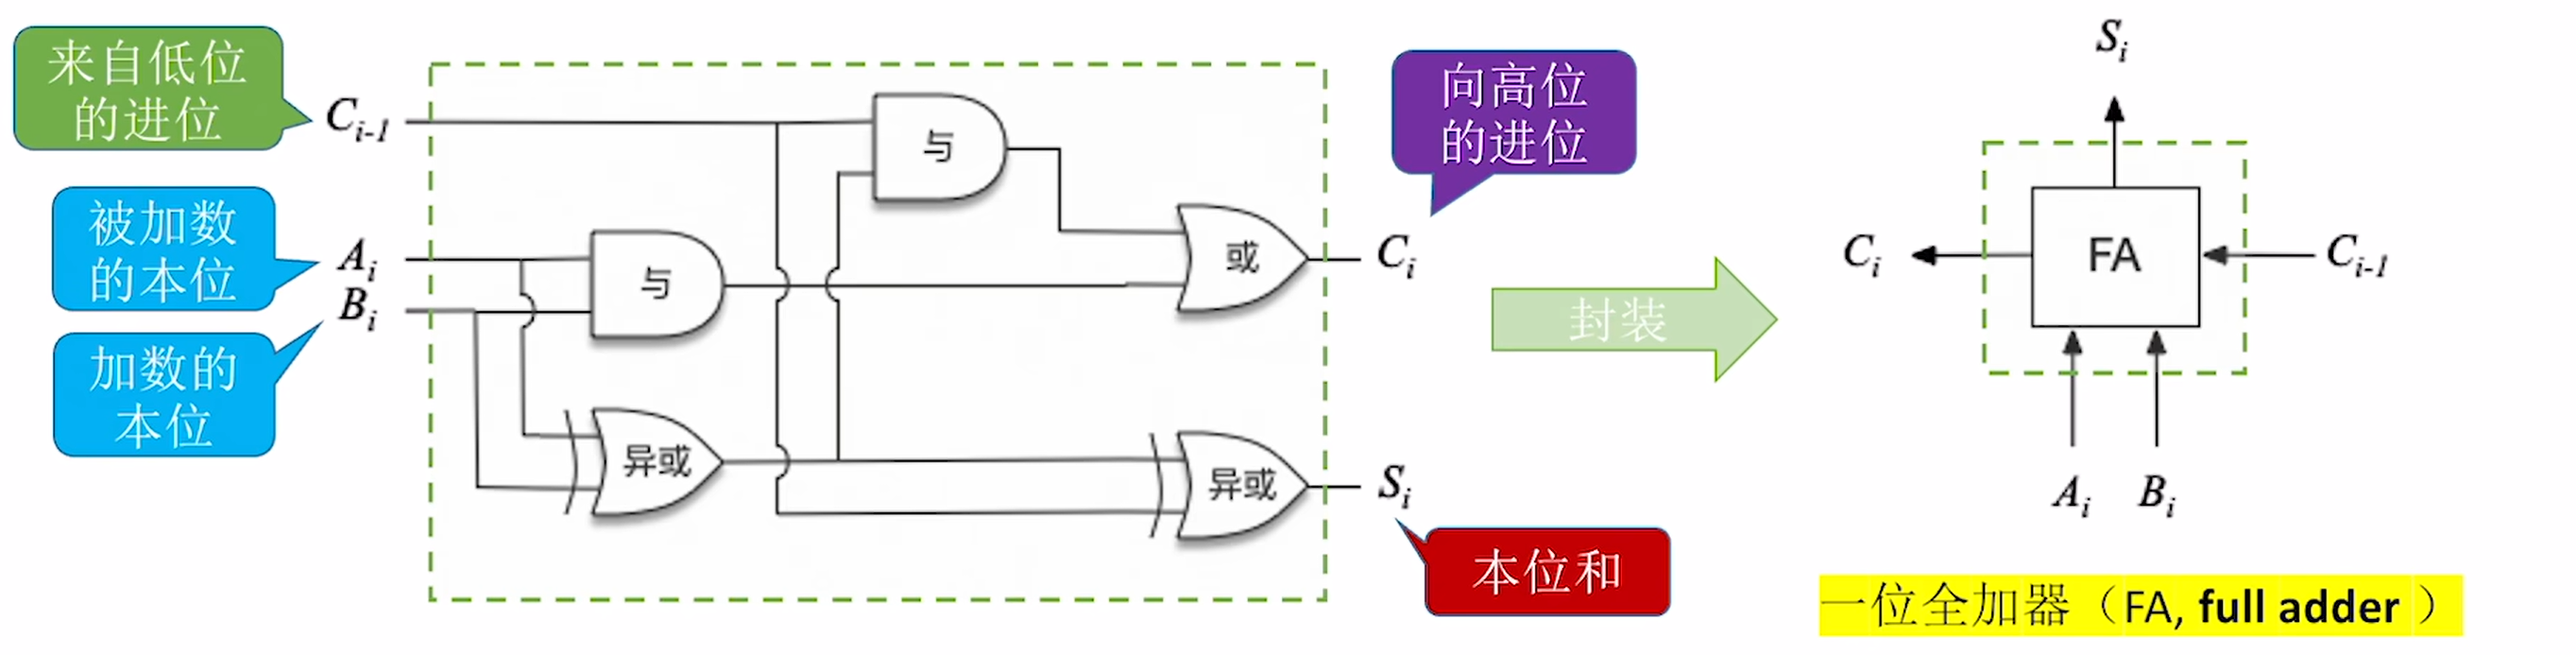 来自低位
的进位
C_{i-1}
被加数
的本位
A_i
B_i
加数的
本位
与
与
异或
或
异或
向高位
的进位
C_i
S_i
本位和
封装
S_i
C_i
FA
C_{i-1}
A_i
B_i
一位全加器（FA, full adder ）